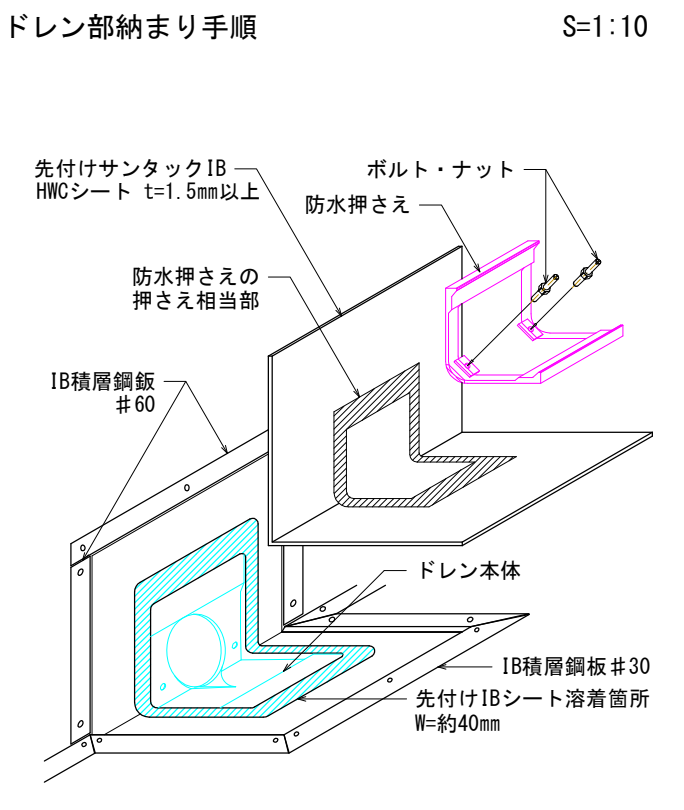 ドレン部納まり手順
S=1:10
先付けサンタックIB
HWCシート t=1.5mm以上
ボルト・ナット
防水押さえ
防水押さえの
押さえ相当部
IB積層鋼鈑
♯60
ドレン本体
IB積層鋼板♯30
先付けIBシート溶着箇所
W=約40mm